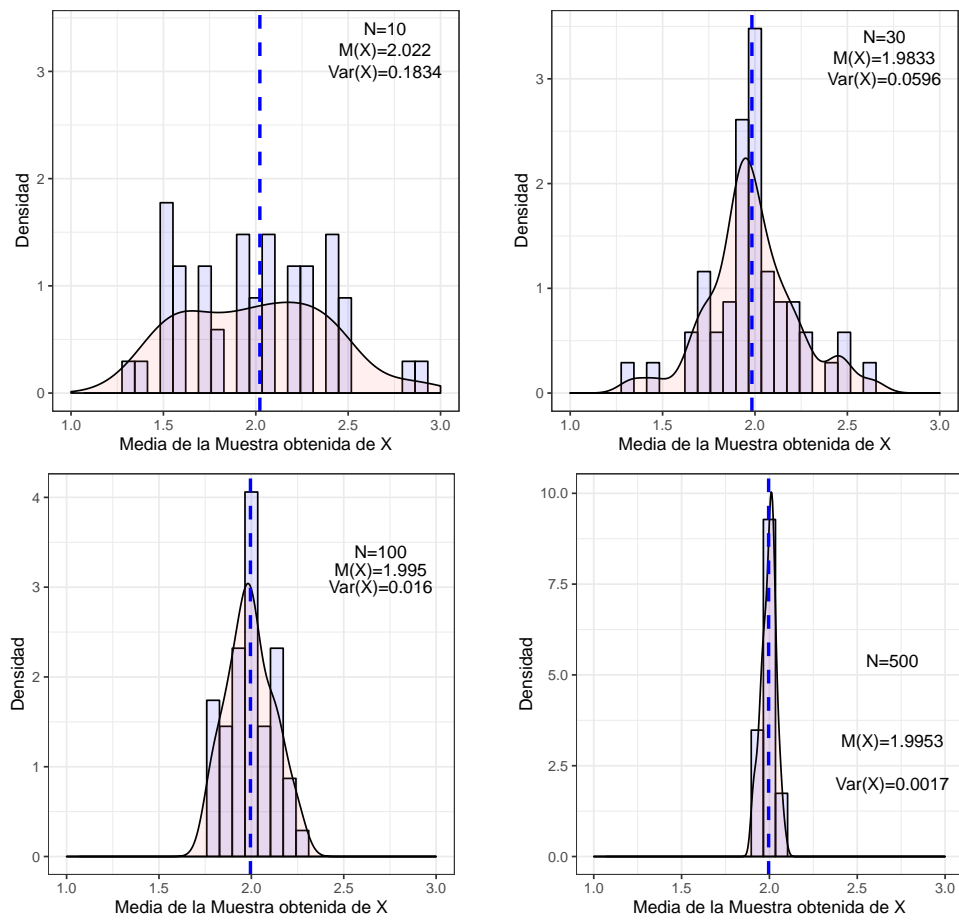 N=10
M(X)=2.022
Var(X)=0.1834
3
2
1
0
Densidad
1.0 1.5 2.0 2.5 3.0
Media de la Muestra obtenida de X
N=30
M(X)=1.9833
Var(X)=0.0596
3
2
1
0
Densidad
1.0 1.5 2.0 2.5 3.0
Media de la Muestra obtenida de X
N=100
M(X)=1.995
Var(X)=0.016
4
3
2
1
0
Densidad
1.0 1.5 2.0 2.5 3.0
Media de la Muestra obtenida de X
N=500
M(X)=1.9953
Var(X)=0.0017
10.0
7.5
5.0
2.5
0.0
Densidad
1.0 1.5 2.0 2.5 3.0
Media de la Muestra obtenida de X